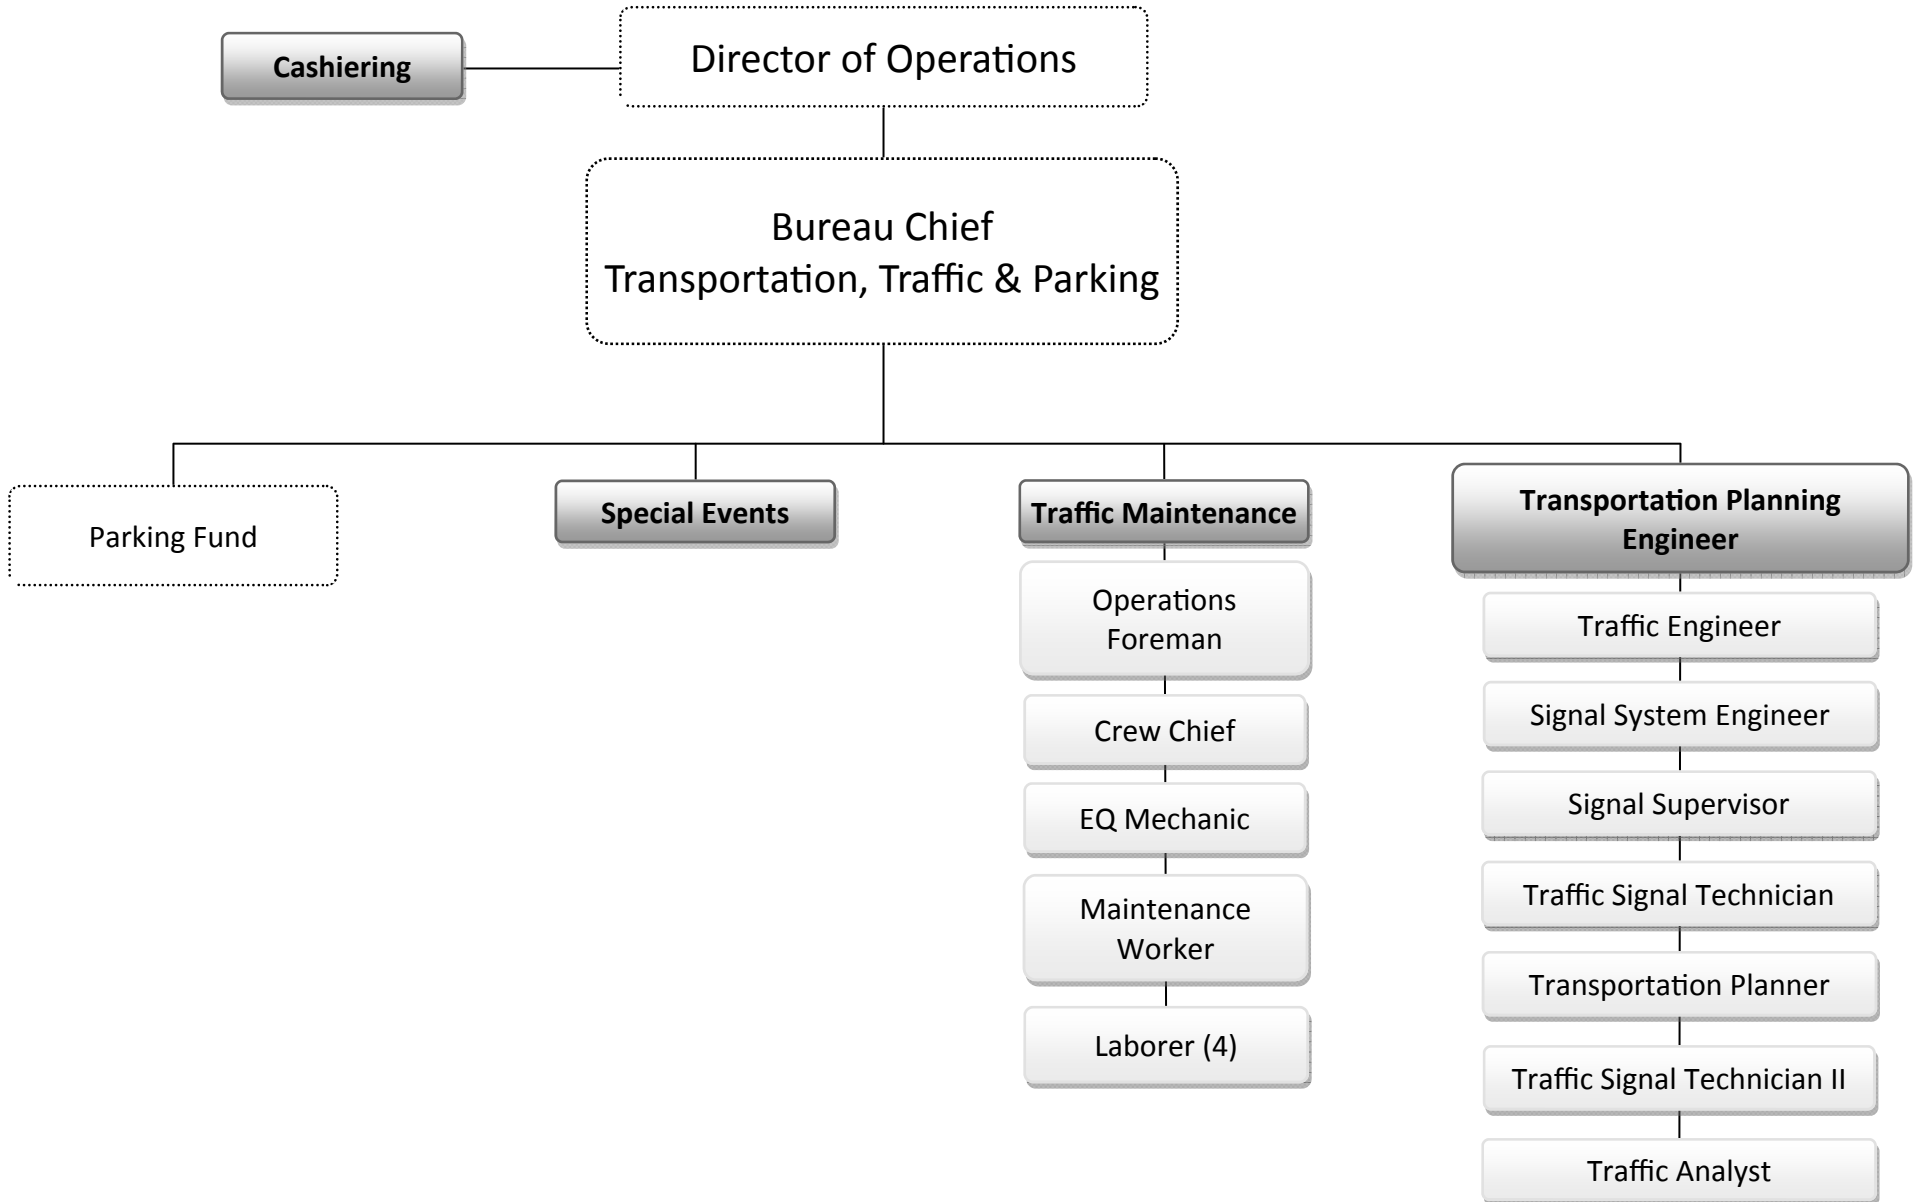 Cashiering
Director of Operations
Bureau Chief
Transportation, Traffic & Parking
Parking Fund
Special Events
Traffic Maintenance
Operations
Foreman
Crew Chief
EQ Mechanic
Maintenance
Worker
Laborer (4)
Transportation Planning
Engineer
Traffic Engineer
Signal System Engineer
Signal Supervisor
Traffic Signal Technician
Transportation Planner
Traffic Signal Technician II
Traffic Analyst